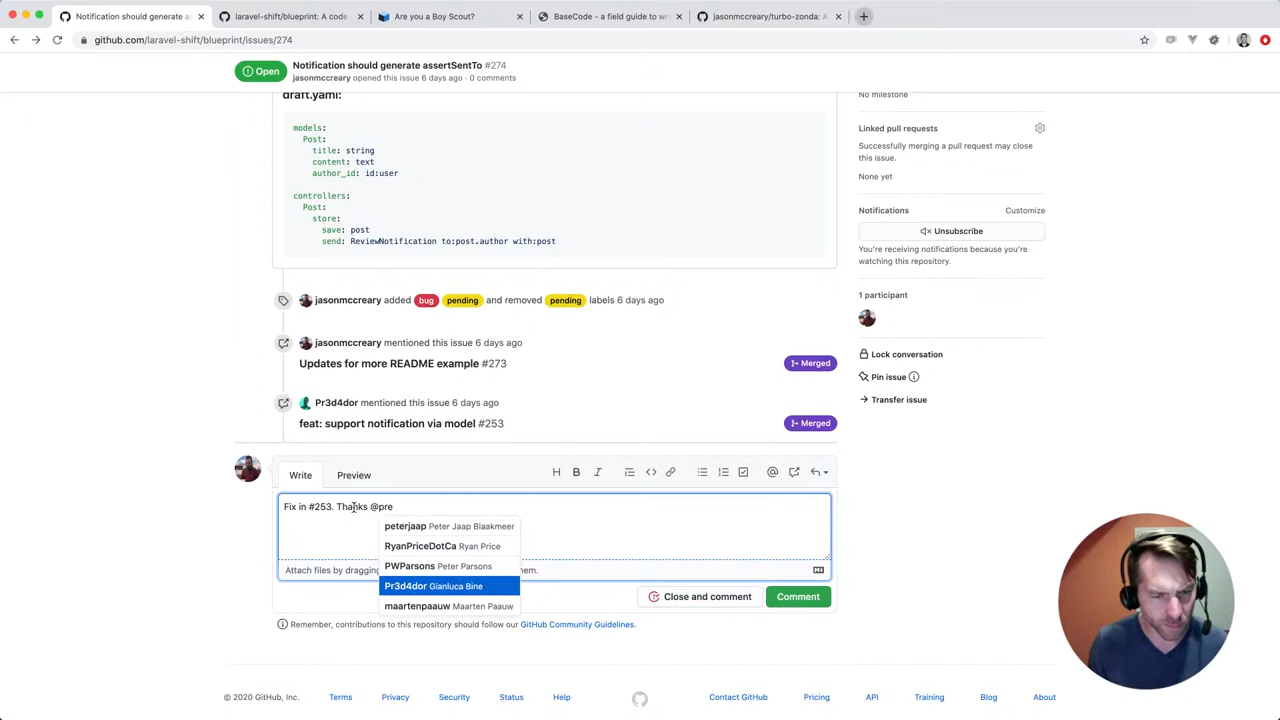 Notification should generate a
laravel-shift/blueprint: A code
Are you a Boy Scout?
BaseCode - a field guide to wr
jasonmccreary/turbo-zonda: A
github.com/laravel-shift/blueprint/issues/274
Open
Notification should generate assertSentTo #274
jasonmccreary opened this issue 6 days ago · 0 comments
draft.yaml:
models:
Post:
title: string
content: text
author_id: id:user
controllers:
Post:
store:
save: post
send: ReviewNotification to:post.author with:post
jasonmccreary added bug pending and removed pending labels 6 days ago
jasonmccreary mentioned this issue 6 days ago
Updates for more README example #273
Merged
Pr3d4dor mentioned this issue 6 days ago
feat: support notification via model #253
Merged
Write
Preview
Fix in #253. Thanks @pre
peterjaap Peter Jaap Blaakmeer
RyanPriceDotCa Ryan Price
PWParsons Peter Parsons
Pr3d4dor Gianluca Bine
maartenpaauw Maarten Paauw
Attach files by dragging
em.
Close and comment
Comment
Remember, contributions to this repository should follow our GitHub Community Guidelines.
No milestone
Linked pull requests
Successfully merging a pull request may close
this issue.
None yet
Notifications
Customize
Unsubscribe
You're receiving notifications because you're
watching this repository.
1 participant
Lock conversation
Pin issue
Transfer issue
© 2020 GitHub, Inc.
Terms
Privacy
Security
Status
Help
Contact GitHub
Pricing
API
Training
Blog
About